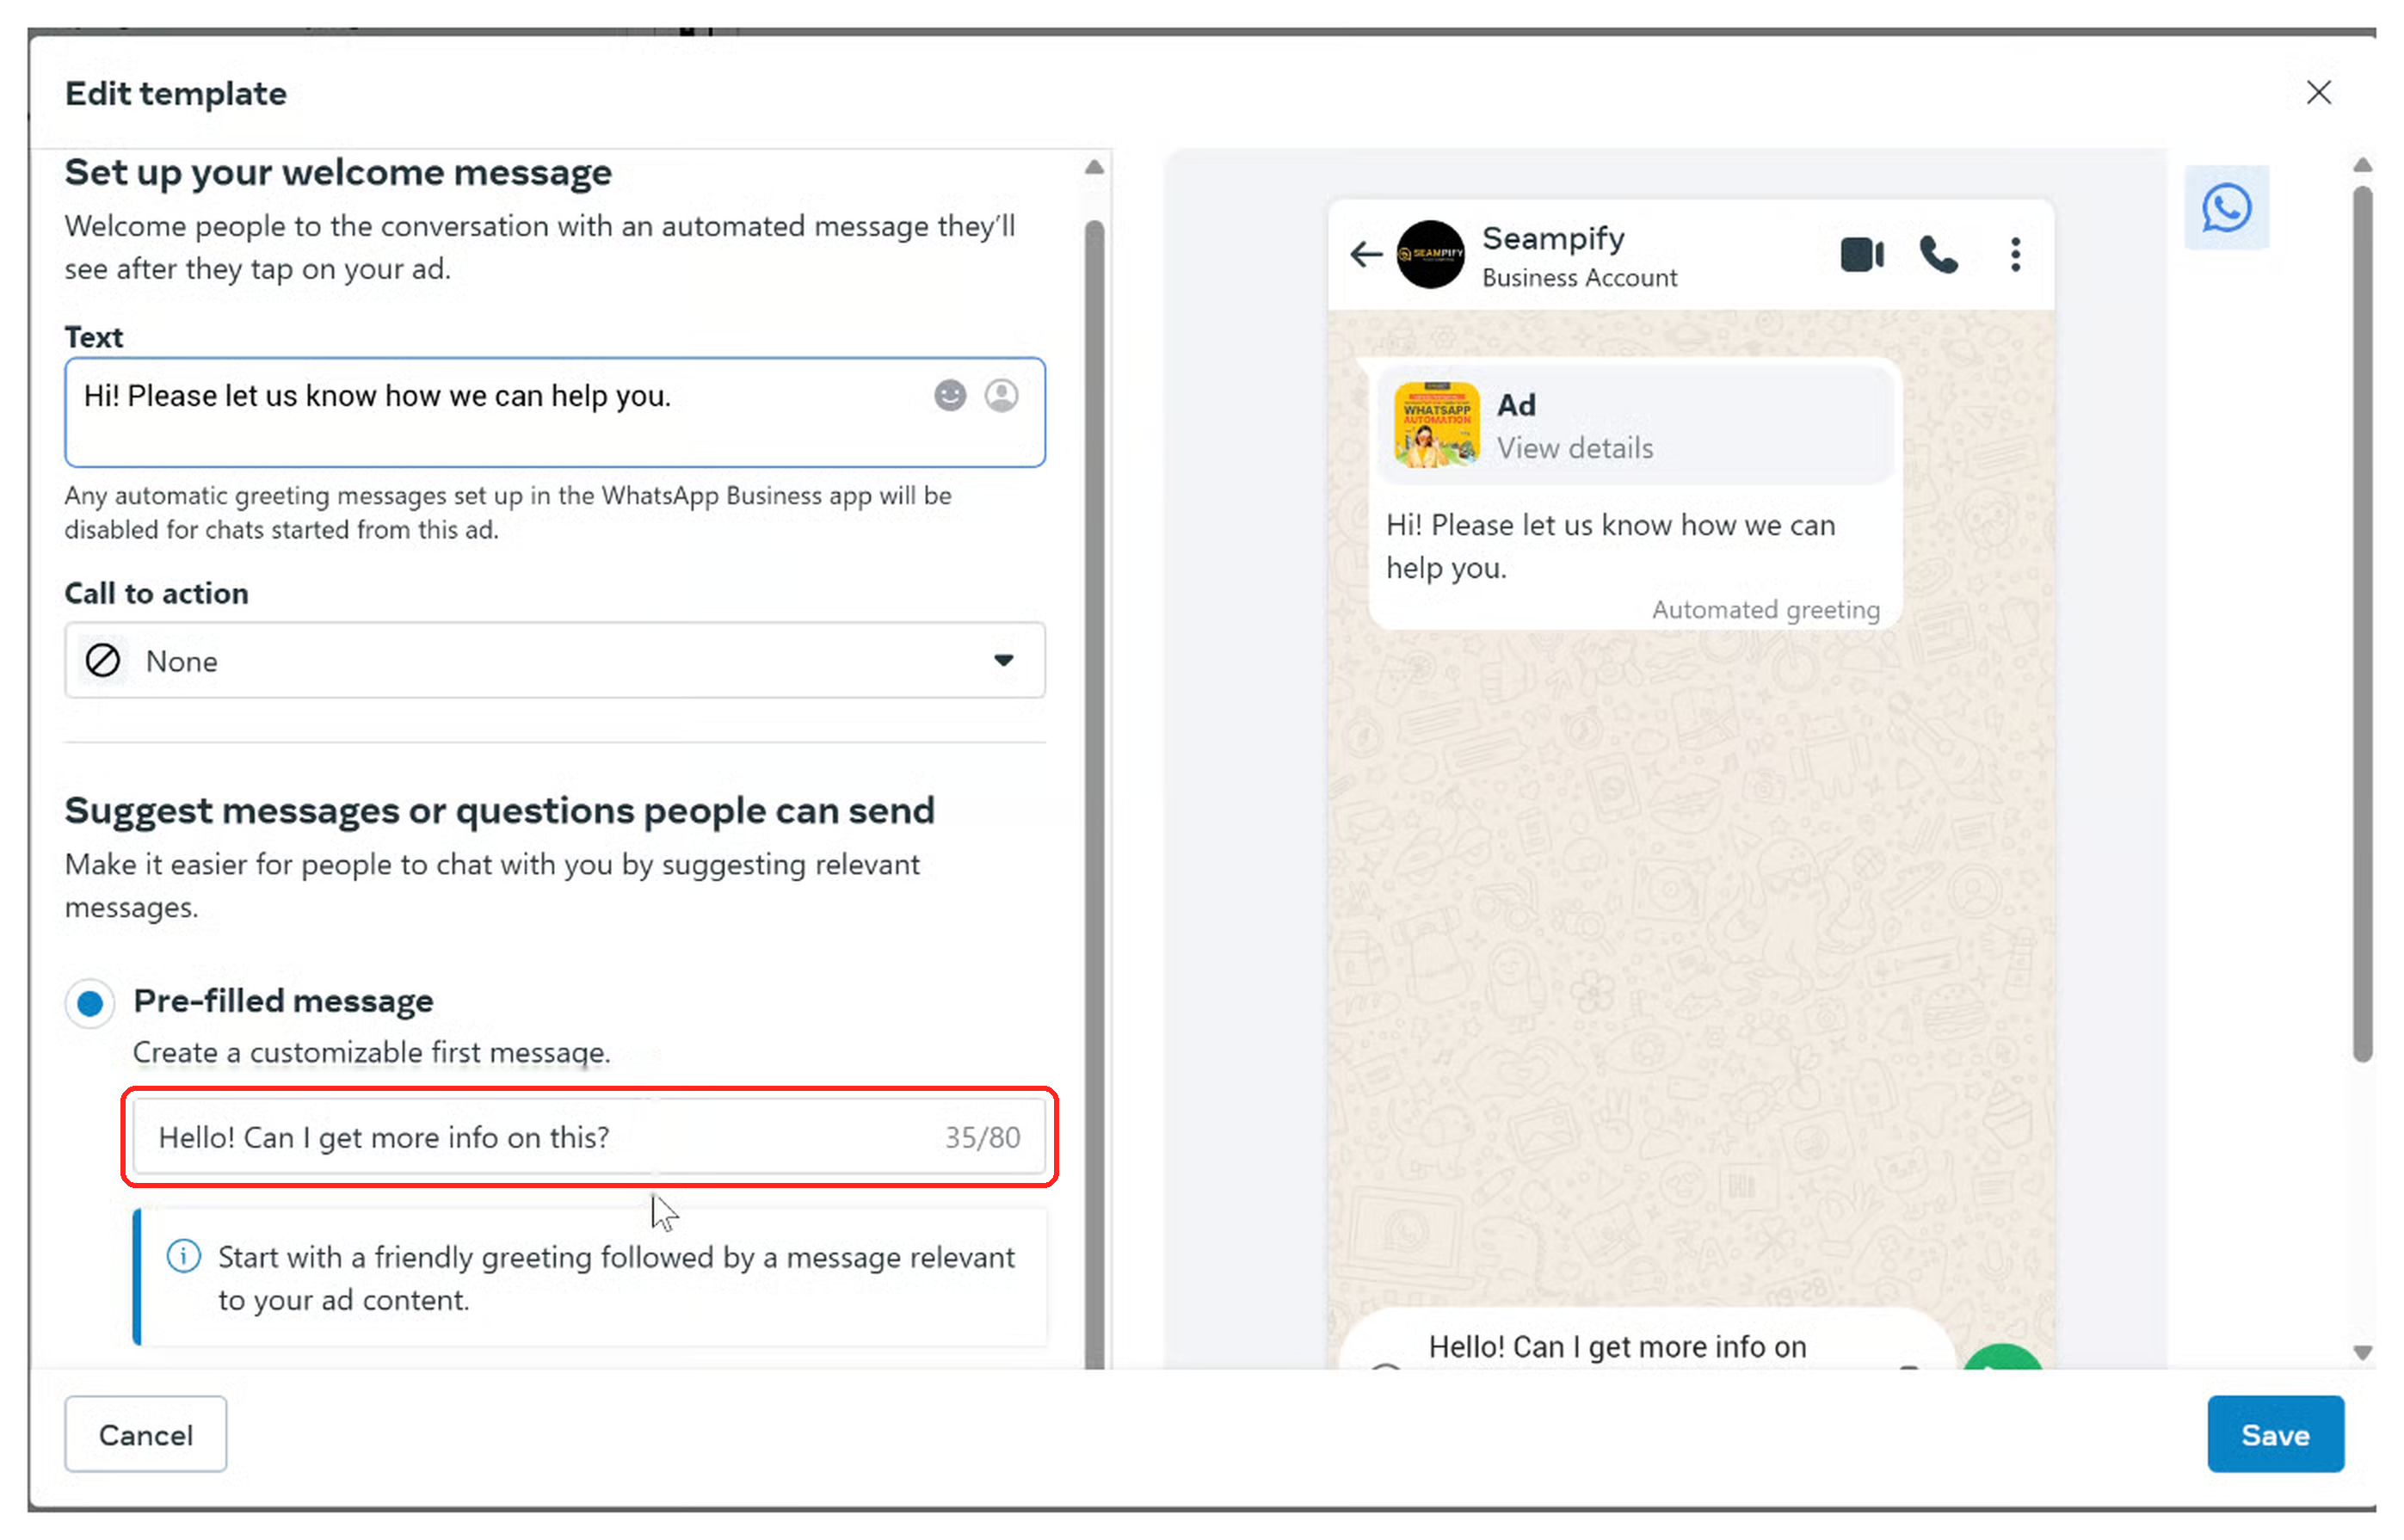 Edit template
Set up your welcome message
Welcome people to the conversation with an automated message they'll
see after they tap on your ad.
Text
Hi! Please let us know how we can help you.
Any automatic greeting messages set up in the WhatsApp Business app will be
disabled for chats started from this ad.
Call to action
None
Suggest messages or questions people can send
Make it easier for people to chat with you by suggesting relevant
messages.
Pre-filled message
Create a customizable first message.
Hello! Can I get more info on this? 35/80
Start with a friendly greeting followed by a message relevant
to your ad content.
Cancel
Save
Seampify
Business Account
SEAMPIFY
WHATSAPP
AUTOMATION
Ad
View details
Hi! Please let us know how we can
help you.
Automated greeting
Hello! Can I get more info on